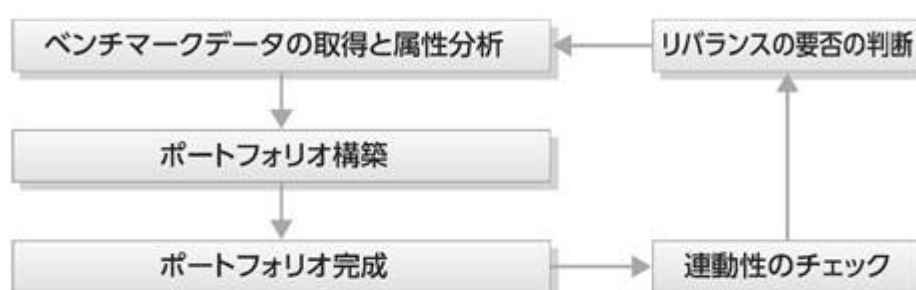 ベンチマークデータの取得と属性分析
リバランスの要否の判断
ポートフォリオ構築
ポートフォリオ完成
連動性のチェック